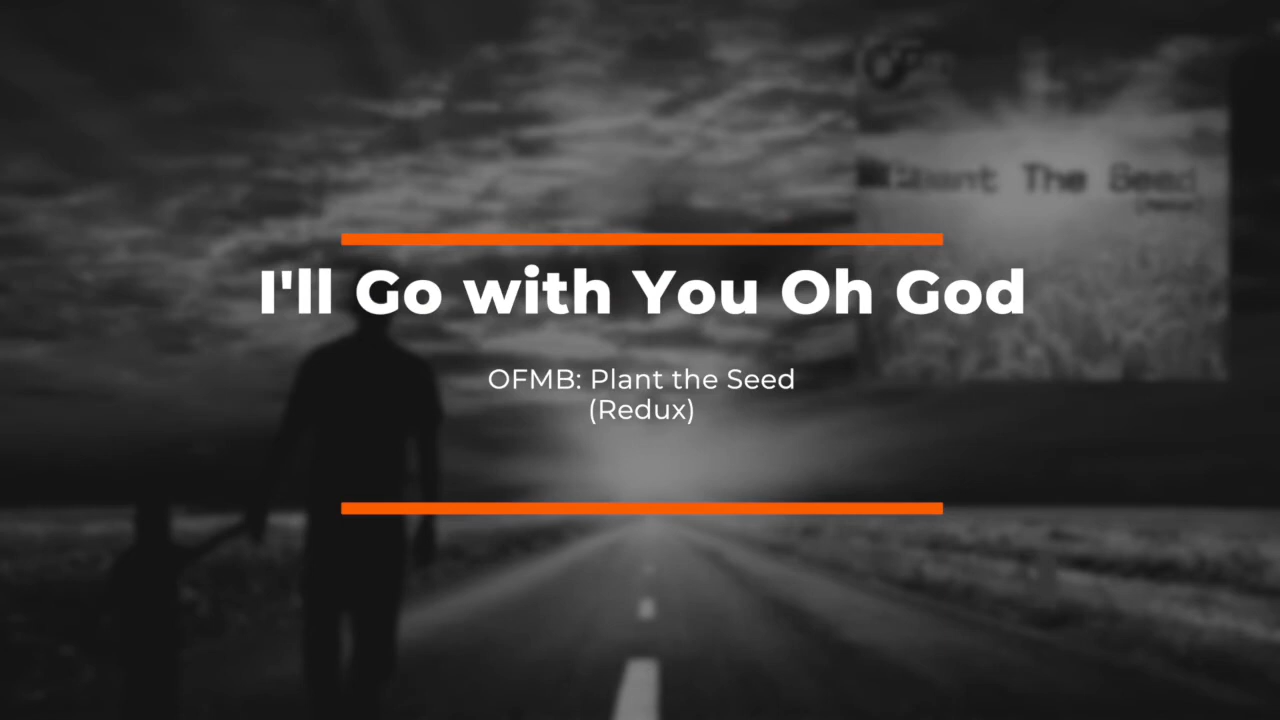 I'll Go with You Oh God
OFMB: Plant the Seed
(Redux)
Plant The Seed